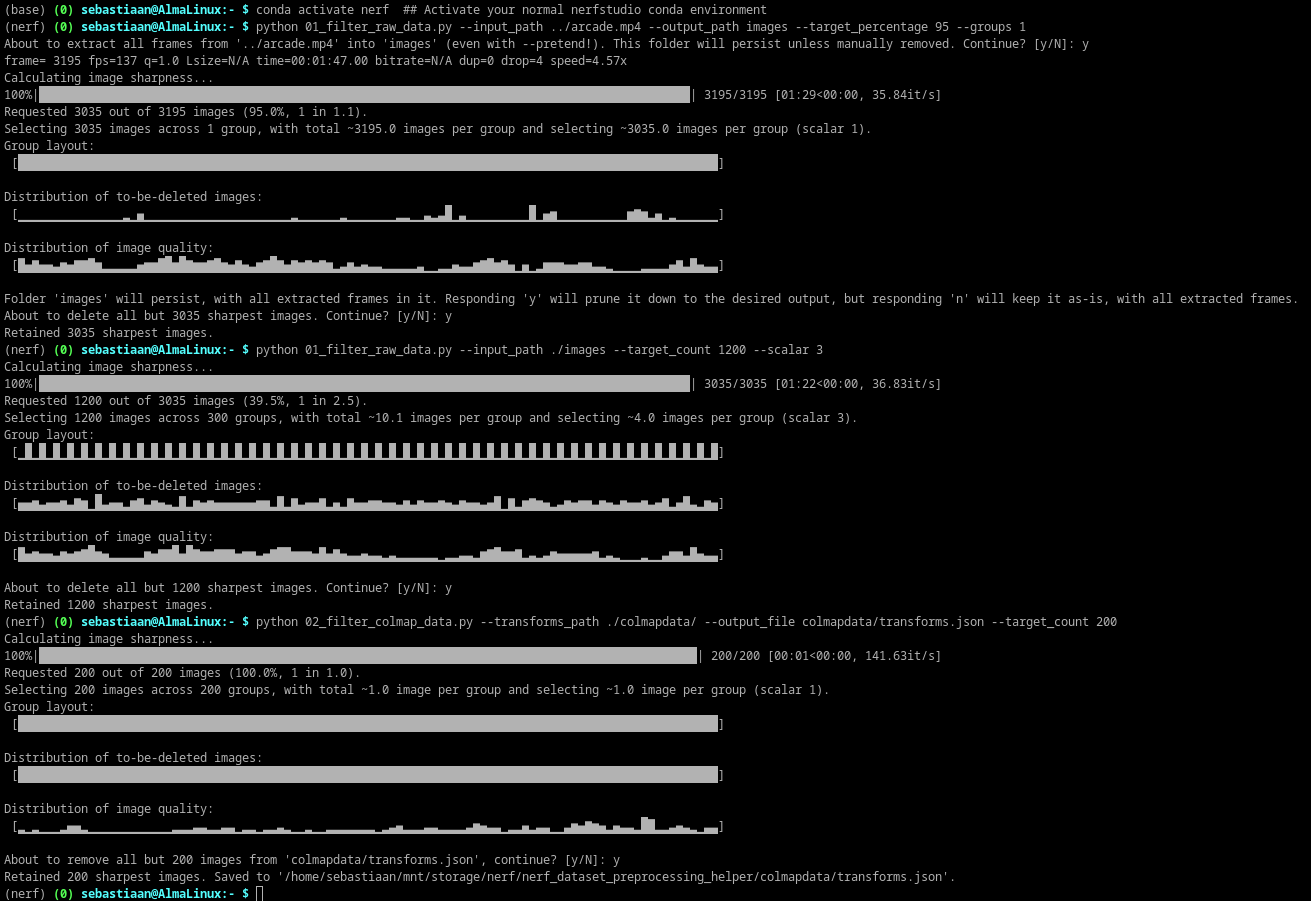 (base) (0) sebastiaan@AlmaLinux:- $ conda activate nerf  ## Activate your normal nerfstudio conda environment
(nerf) (0) sebastiaan@AlmaLinux:- $ python 01_filter_raw_data.py --input_path ../arcade.mp4 --output_path images --target_percentage 95 --groups 1
About to extract all frames from '../arcade.mp4' into 'images' (even with --pretend!). This folder will persist unless manually removed. Continue? [y/N]: y
frame= 3195 fps=137 q=1.0 Lsize=N/A time=00:01:47.00 bitrate=N/A dup=0 drop=4 speed=4.57x
Calculating image sharpness...
100%| | 3195/3195 [01:29<00:00, 35.84it/s]
Requested 3035 out of 3195 images (95.0%, 1 in 1.1).
Selecting 3035 images across 1 group, with total ~3195.0 images per group and selecting ~3035.0 images per group (scalar 1).
Group layout:
[ ]
Distribution of to-be-deleted images:
[ ]
Distribution of image quality:
[ ]
Folder 'images' will persist, with all extracted frames in it. Responding 'y' will prune it down to the desired output, but responding 'n' will keep it as-is, with all extracted frames.
About to delete all but 3035 sharpest images. Continue? [y/N]: y
Retained 3035 sharpest images.
(nerf) (0) sebastiaan@AlmaLinux:- $ python 01_filter_raw_data.py --input_path ./images --target_count 1200 --scalar 3
Calculating image sharpness...
100%| | 3035/3035 [01:22<00:00, 36.83it/s]
Requested 1200 out of 3035 images (39.5%, 1 in 2.5).
Selecting 1200 images across 300 groups, with total ~10.1 images per group and selecting ~4.0 images per group (scalar 3).
Group layout:
[ ]
Distribution of to-be-deleted images:
[ ]
Distribution of image quality:
[ ]
About to delete all but 1200 sharpest images. Continue? [y/N]: y
Retained 1200 sharpest images.
(nerf) (0) sebastiaan@AlmaLinux:- $ python 02_filter_colmap_data.py --transforms_path ./colmapdata/ --output_file colmapdata/transforms.json --target_count 200
Calculating image sharpness...
100%| | 200/200 [00:01<00:00, 141.63it/s]
Requested 200 out of 200 images (100.0%, 1 in 1.0).
Selecting 200 images across 200 groups, with total ~1.0 image per group and selecting ~1.0 image per group (scalar 1).
Group layout:
[ ]
Distribution of to-be-deleted images:
[ ]
Distribution of image quality:
[ ]
About to remove all but 200 images from 'colmapdata/transforms.json', continue? [y/N]: y
Retained 200 sharpest images. Saved to '/home/sebastiaan/mnt/storage/nerf/nerf_dataset_preprocessing_helper/colmapdata/transforms.json'.
(nerf) (0) sebastiaan@AlmaLinux:- $